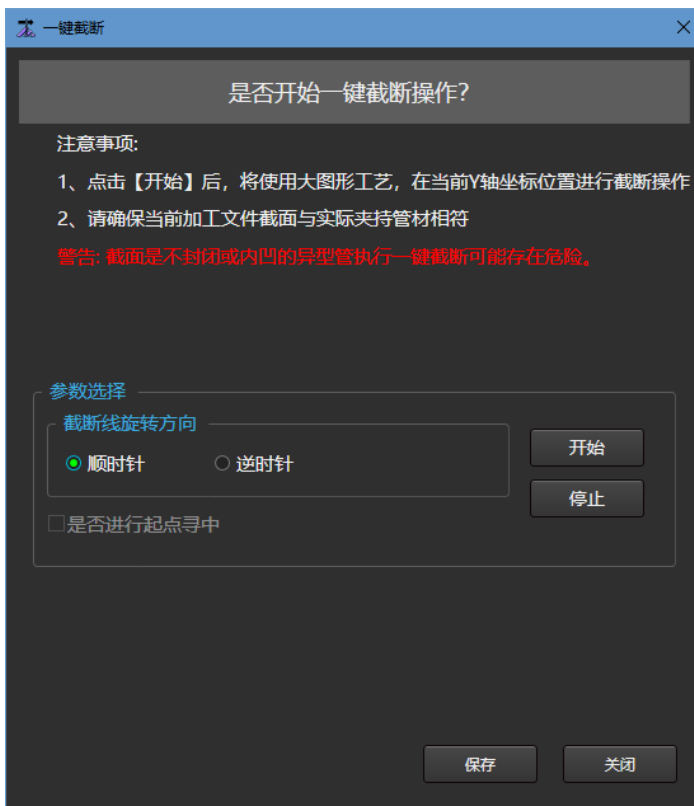 一键截断
是否开始一键截断操作？
注意事项:
1、点击【开始】后，将使用大图形工艺，在当前Y轴坐标位置进行截断操作
2、请确保当前加工文件截面与实际夹持管材相符
警告: 截面是不封闭或内凹的异型管执行一键截断可能存在危险。
参数选择
截断线旋转方向
顺时针 逆时针
开始
停止
是否进行起点寻中
保存 关闭